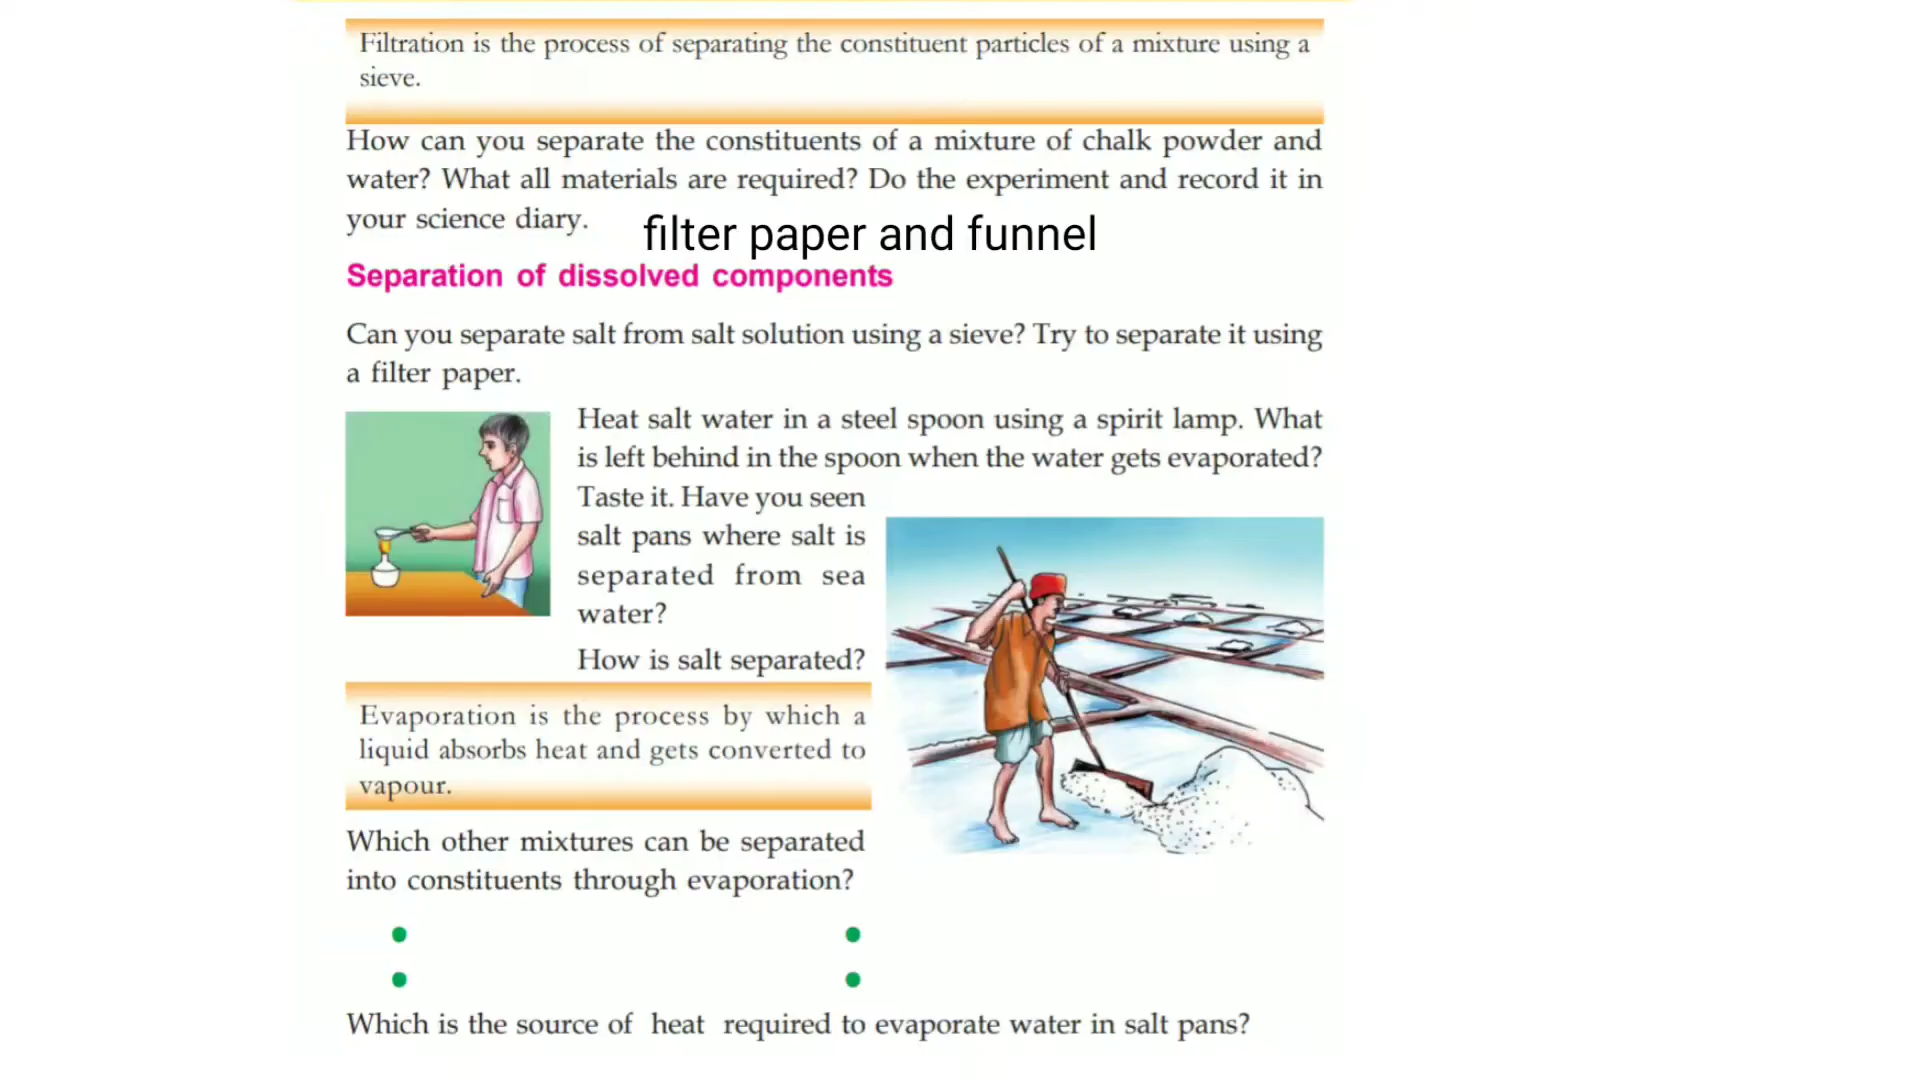 Filtration is the process of separating the constituent particles of a mixture using a
sieve.
How can you separate the constituents of a mixture of chalk powder and
water? What all materials are required? Do the experiment and record it in
your science diary.
filter paper and funnel
Separation of dissolved components
Can you separate salt from salt solution using a sieve? Try to separate it using
a filter paper.
Heat salt water in a steel spoon using a spirit lamp. What
is left behind in the spoon when the water gets evaporated?
Taste it. Have you seen
salt pans where salt is
separated from sea
water?
How is salt separated?
Evaporation is the process by which a
liquid absorbs heat and gets converted to
vapour.
Which other mixtures can be separated
into constituents through evaporation?
Which is the source of heat required to evaporate water in salt pans?